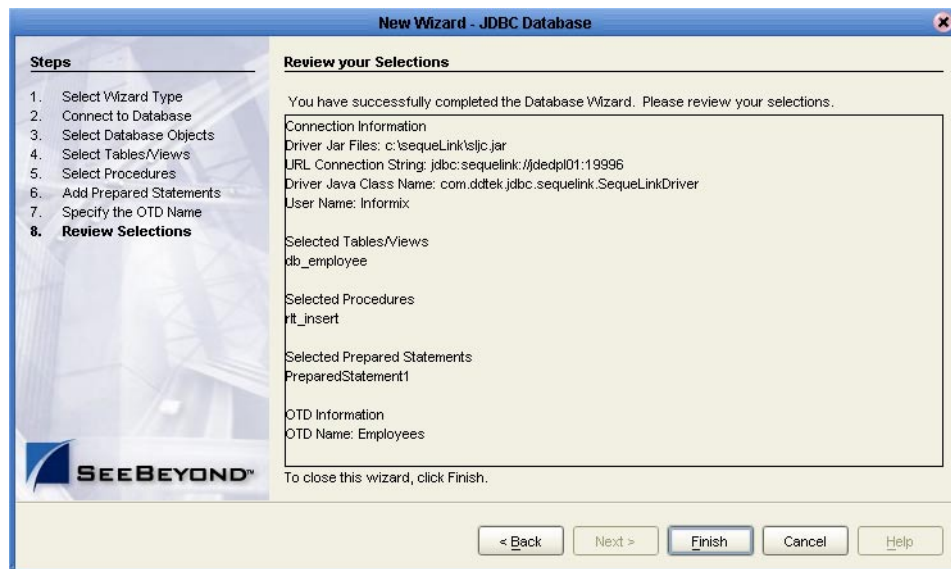 New Wizard - JDBC Database
Steps
1. Select Wizard Type
2. Connect to Database
3. Select Database Objects
4. Select Tables/Views
5. Select Procedures
6. Add Prepared Statements
7. Specify the OTD Name
8. Review Selections
SEEBEYOND™
Review your Selections
You have successfully completed the Database Wizard. Please review your selections.
Connection Information
Driver Jar Files: c:\sequeLink\sljc.jar
URL Connection String: jdbc:sequelink://jdedpl01:19996
Driver Java Class Name: com.ddtek.jdbc.sequelink.SequeLinkDriver
User Name: Informix
Selected Tables/Views
db_employee
Selected Procedures
rlt_insert
Selected Prepared Statements
PreparedStatement1
OTD Information
OTD Name: Employees
To close this wizard, click Finish.
< Back
Next >
Finish
Cancel
Help